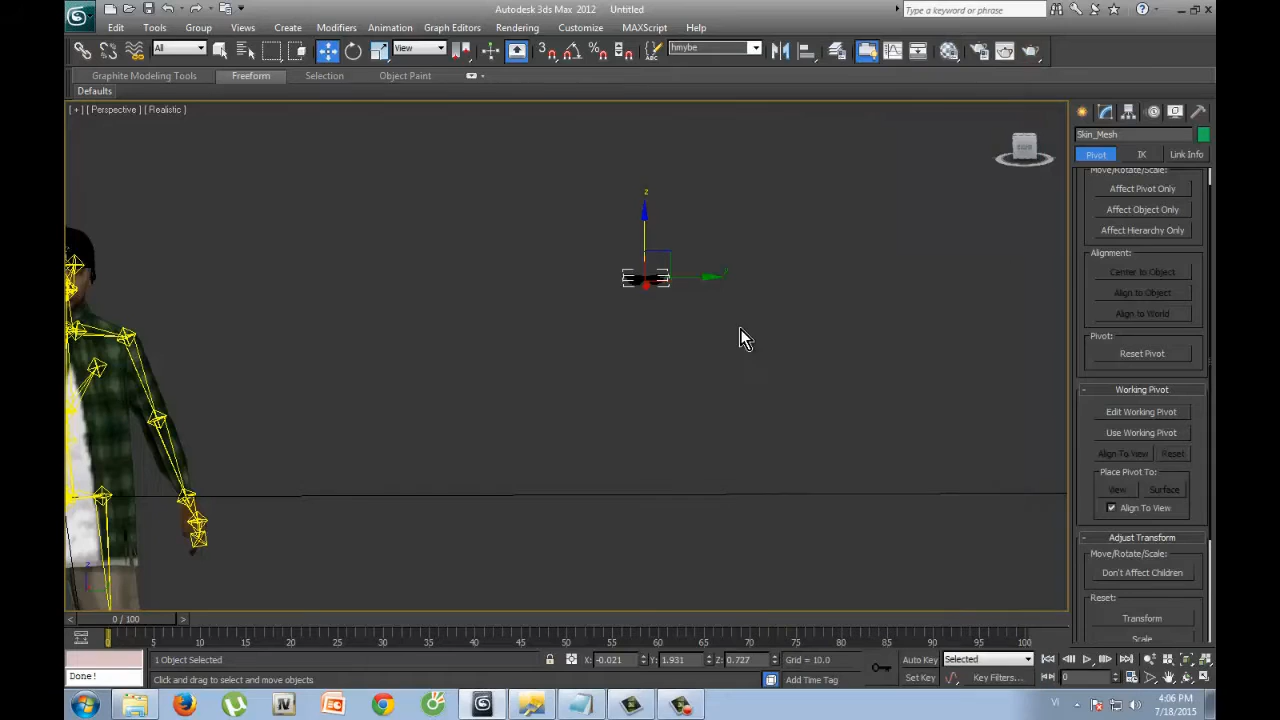 Autodesk 3ds Max 2012 Untitled
Type a keyword or phrase
Edit Tools Group Views Create Modifiers Animation Graph Editors Rendering Customize MAXScript Help
All View hmybe
Graphite Modeling Tools Freeform Selection Object Paint
Defaults
[ + ] [ Perspective ] [ Realistic ]
Skin_Mesh
Pivot IK Link Info
Move/Rotate/Scale:
Affect Pivot Only
Affect Object Only
Affect Hierarchy Only
Alignment:
Center to Object
Align to Object
Align to World
Pivot:
Reset Pivot
- Working Pivot
Edit Working Pivot
Use Working Pivot
Align To View Reset
Place Pivot To:
View Surface
Align To View
- Adjust Transform
Move/Rotate/Scale:
Don't Affect Children
Reset:
Transform
Scale
z
y
z
< 0 / 100 >
0 5 10 15 20 25 30 35 40 45 50 55 60 65 70 75 80 85 90 95 100
1 Object Selected X: -0.021 Y: 1.931 Z: 0.727 Grid = 10.0 Auto Key Selected
Done! Click and drag to select and move objects Add Time Tag Set Key Key Filters... 0
VI 4:06 PM
7/18/2015